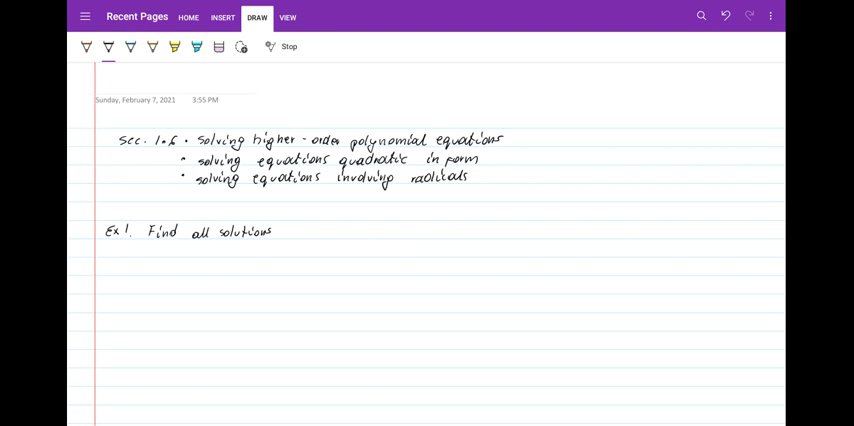 Recent Pages HOME INSERT DRAW VIEW
Stop
Sunday, February 7, 2021 3:55 PM
Sec. 1.6 • solving higher-order polynomial equations
• solving equations quadratic in form
• solving equations involving radicals
Ex 1. Find all solutions